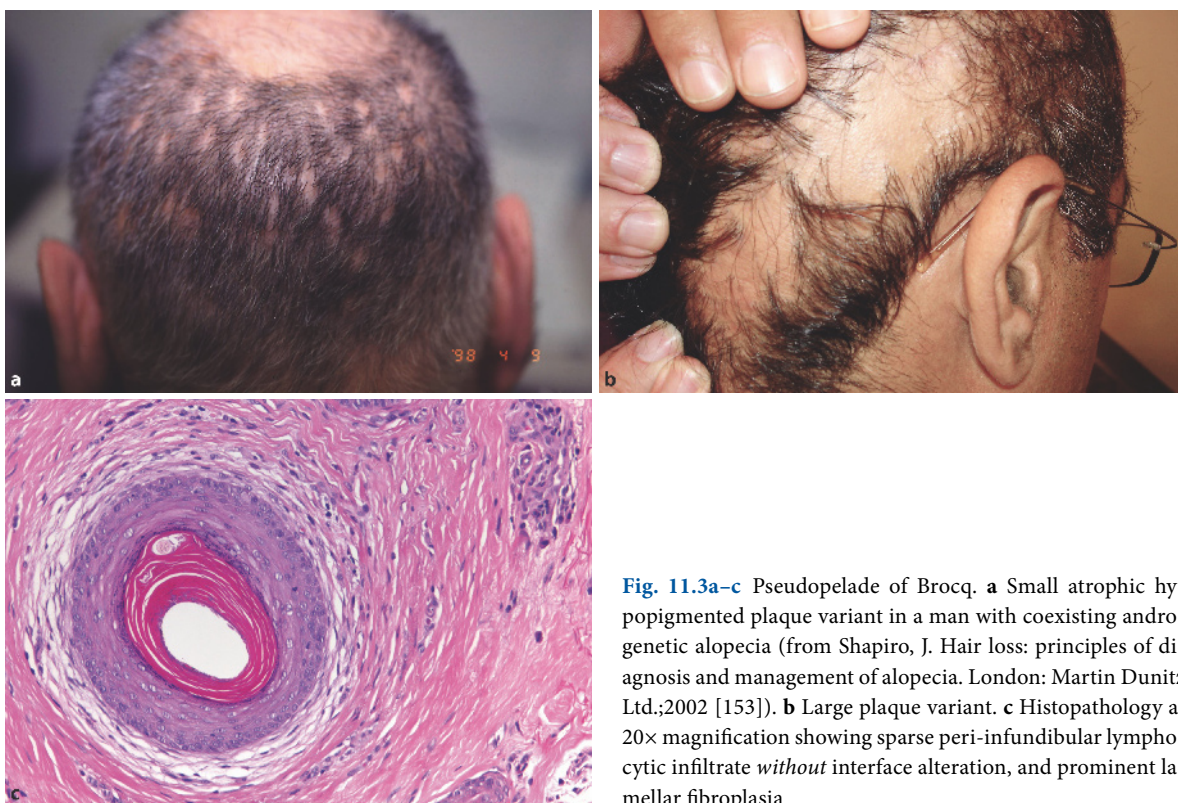 '98 4 9
a
b
c
Fig. 11.3a–c Pseudopelade of Brocq. a Small atrophic hy-
popigmented plaque variant in a man with coexisting andro-
genetic alopecia (from Shapiro, J. Hair loss: principles of di-
agnosis and management of alopecia. London: Martin Dunitz
Ltd.;2002 [153]). b Large plaque variant. c Histopathology a
20× magnification showing sparse peri-infundibular lympho-
cytic infiltrate without interface alteration, and prominent la-
mellar fibroplasia